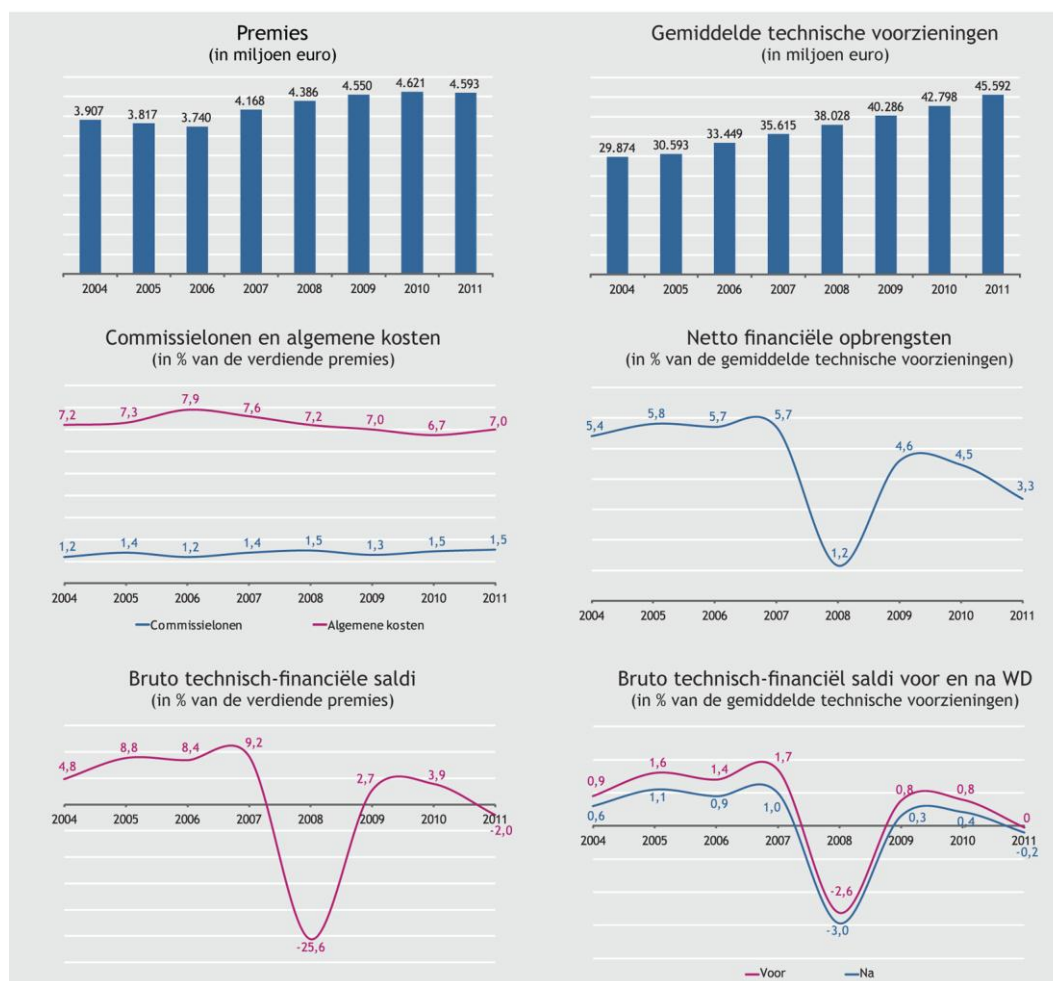 Premies
(in miljoen euro)
3.907 3.817 3.740 4.168 4.386 4.550 4.621 4.593
2004 2005 2006 2007 2008 2009 2010 2011
Gemiddelde technische voorzieningen
(in miljoen euro)
29.874 30.593 33.449 35.615 38.028 40.286 42.798 45.592
2004 2005 2006 2007 2008 2009 2010 2011
Commissielonen en algemene kosten
(in % van de verdiende premies)
7,2 7,3 7,9 7,6 7,2 7,0 6,7 7,0
1,2 1,4 1,2 1,4 1,5 1,3 1,5 1,5
2004 2005 2006 2007 2008 2009 2010 2011
Commissielonen Algemene kosten
Netto financiële opbrengsten
(in % van de gemiddelde technische voorzieningen)
5,4 5,8 5,7 5,7 1,2 4,6 4,5 3,3
2004 2005 2006 2007 2008 2009 2010 2011
Bruto technisch-financiële saldi
(in % van de verdiende premies)
4,8 8,8 8,4 9,2 -25,6 2,7 3,9 -2,0
2004 2005 2006 2007 2008 2009 2010 2011
Bruto technisch-financiël saldi voor en na WD
(in % van de gemiddelde technische voorzieningen)
0,9 1,6 1,4 1,7 -2,6 0,8 0,8 0
0,6 1,1 0,9 1,0 -3,0 0,3 0,4 -0,2
2004 2005 2006 2007 2008 2009 2010 2011
Voor Na